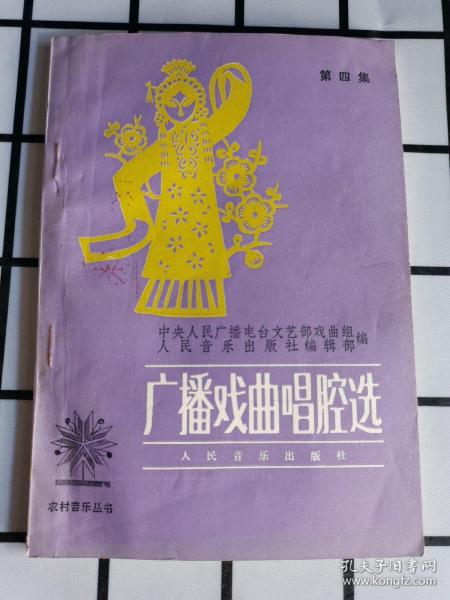 第四集
中央人民广播电台文艺部戏曲组
人民音乐出版社编辑部
编
广播戏曲唱腔选
人民音乐出版社
农村音乐丛书
孔夫子旧书网
www.kongfz.com